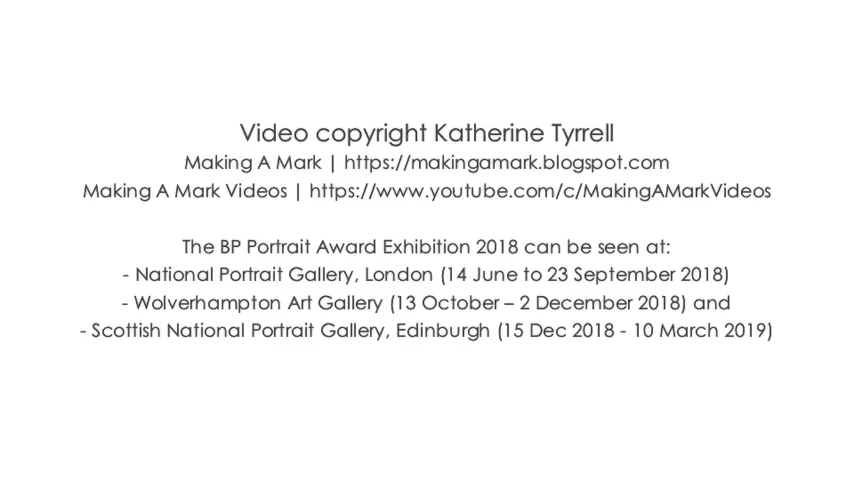 Video copyright Katherine Tyrrell
Making A Mark | https://makingamark.blogspot.com
Making A Mark Videos | https://www.youtube.com/c/MakingAMarkVideos
The BP Portrait Award Exhibition 2018 can be seen at:
- National Portrait Gallery, London (14 June to 23 September 2018)
- Wolverhampton Art Gallery (13 October – 2 December 2018) and
- Scottish National Portrait Gallery, Edinburgh (15 Dec 2018 - 10 March 2019)